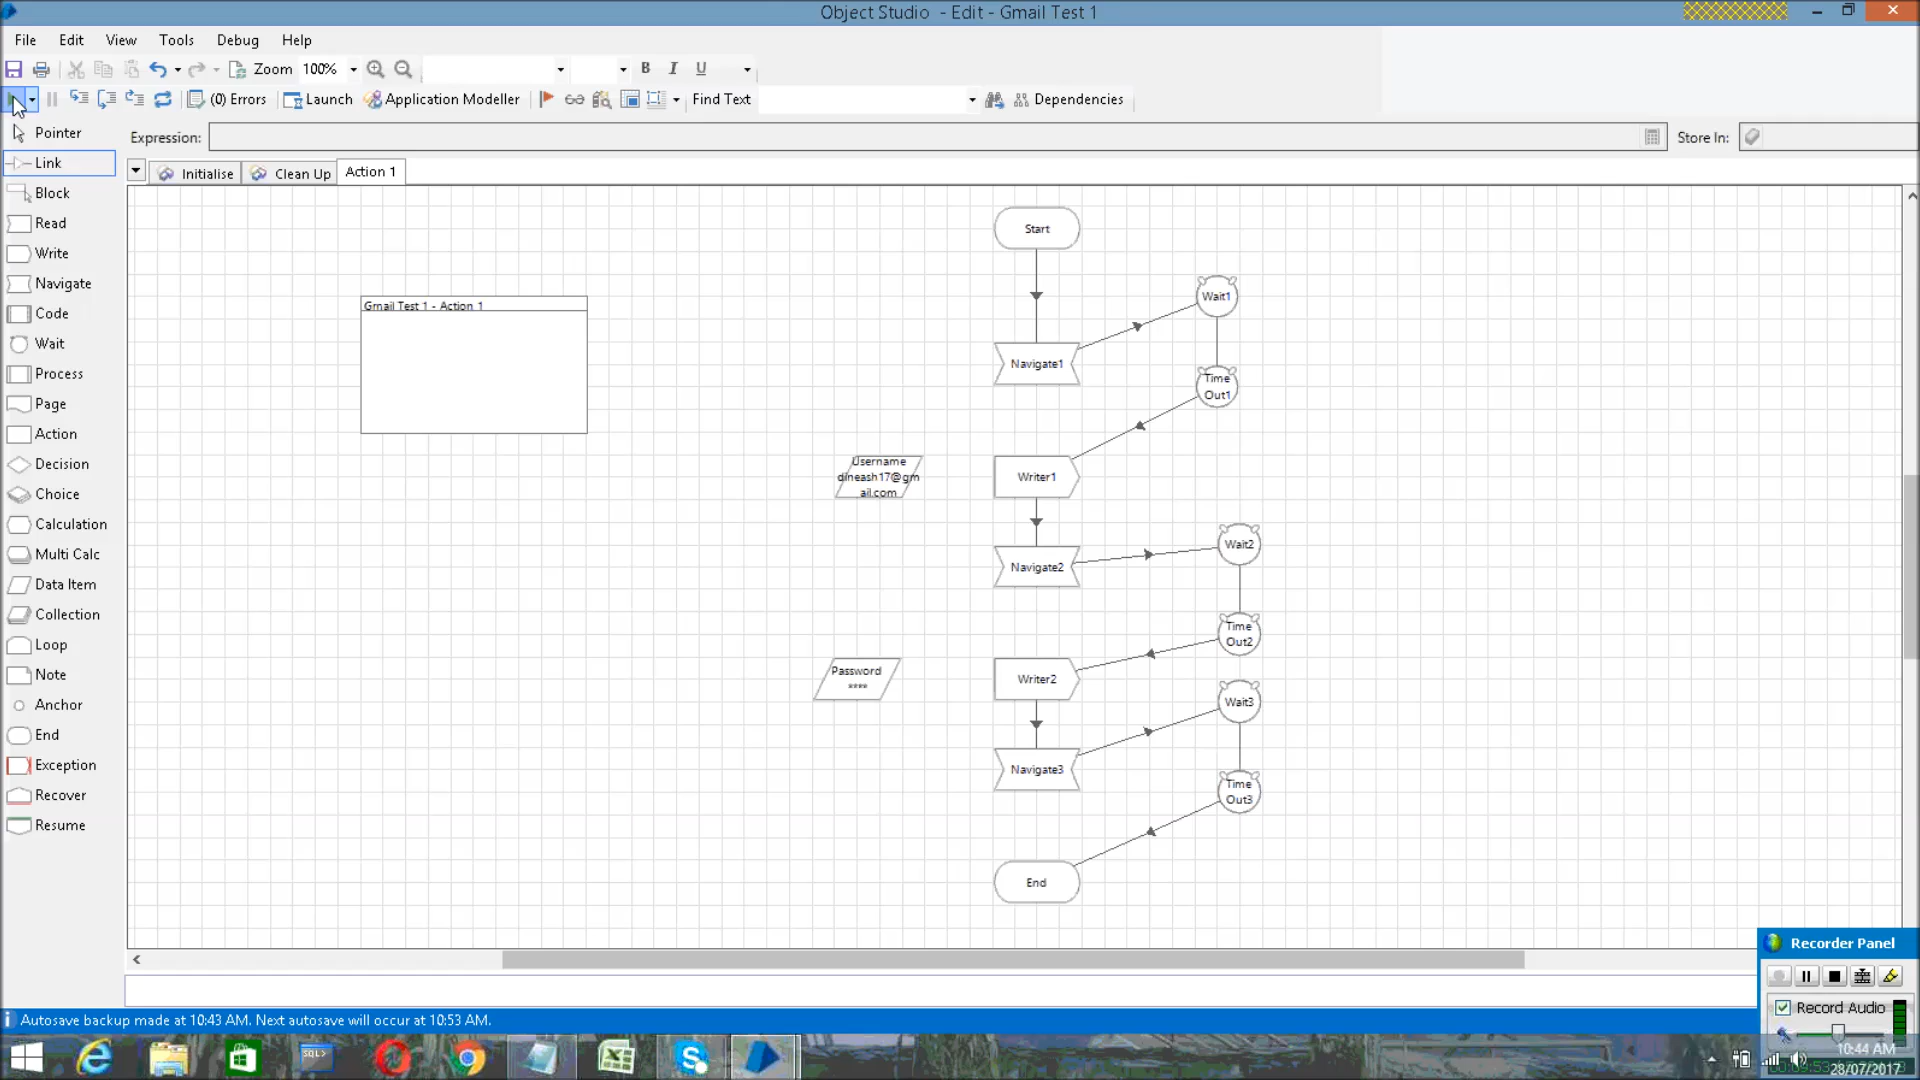 Object Studio - Edit - Gmail Test 1
File Edit View Tools Debug Help
Zoom 100% B I U
(0) Errors Launch Application Modeller Find Text Dependencies
Expression: Store In:
Initialise Clean Up Action 1
Pointer
Link
Block
Read
Write
Navigate
Code
Wait
Process
Page
Action
Decision
Choice
Calculation
Multi Calc
Data Item
Collection
Loop
Note
Anchor
End
Exception
Recover
Resume
Gmail Test 1 - Action 1
Start
Wait1
Navigate1
Time
Out1
Username
dineash17@gm
ail.com
Writer1
Wait2
Navigate2
Time
Out2
Password
****
Writer2
Wait3
Navigate3
Time
Out3
End
Recorder Panel
Record Audio
Autosave backup made at 10:43 AM. Next autosave will occur at 10:53 AM.
SQL>
10:44 AM
28/07/2017